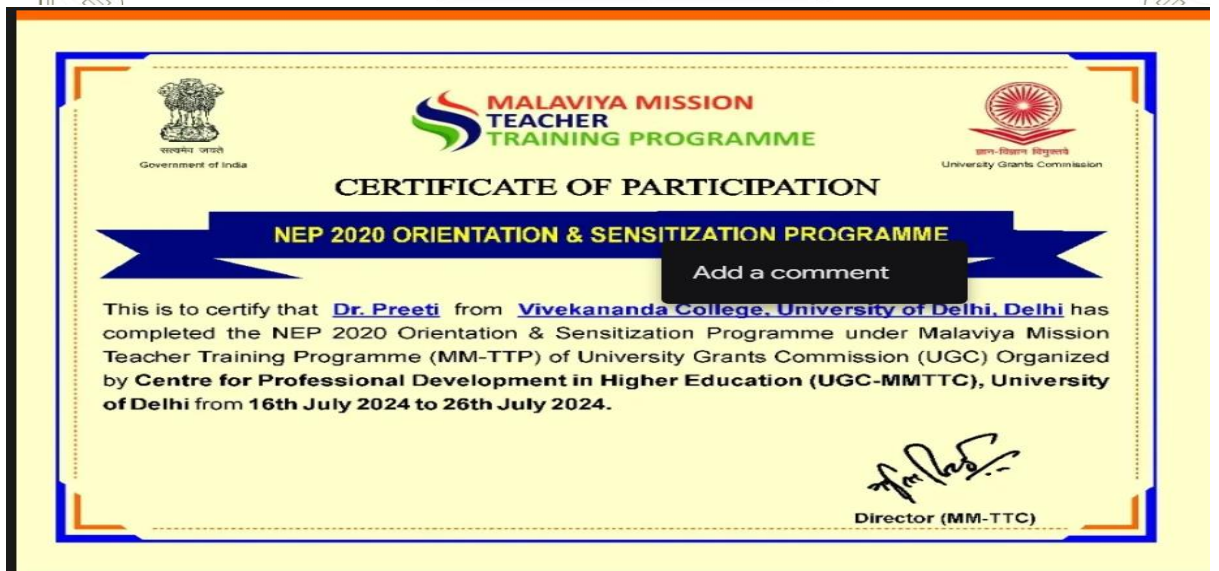 सत्यमेव जयते
Government of India
MALAVIYA MISSION
TEACHER
TRAINING PROGRAMME
ज्ञान-विज्ञान विमुक्तये
University Grants Commission
CERTIFICATE OF PARTICIPATION
NEP 2020 ORIENTATION & SENSITIZATION PROGRAMME
Add a comment
This is to certify that Dr. Preeti from Vivekananda College, University of Delhi, Delhi has
completed the NEP 2020 Orientation & Sensitization Programme under Malaviya Mission
Teacher Training Programme (MM-TTP) of University Grants Commission (UGC) Organized
by Centre for Professional Development in Higher Education (UGC-MMTTC), University
of Delhi from 16th July 2024 to 26th July 2024.
Director (MM-TTC)